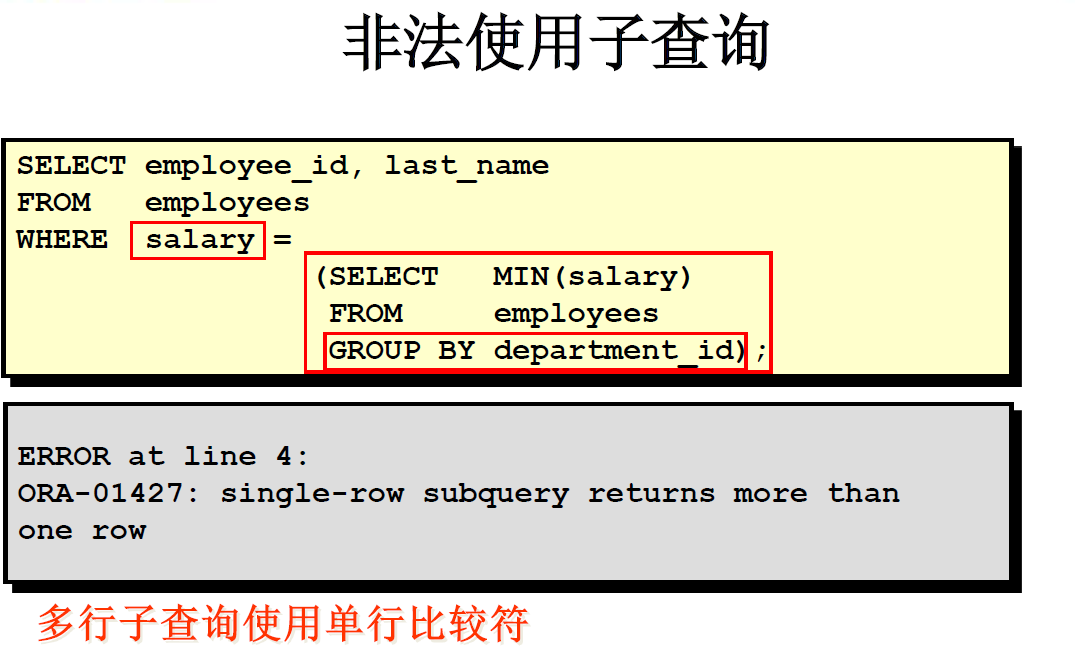 非法使用子查询
SELECT employee_id, last_name
FROM employees
WHERE salary =
(SELECT MIN(salary)
FROM employees
GROUP BY department_id);
ERROR at line 4:
ORA-01427: single-row subquery returns more than
one row
多行子查询使用单行比较符